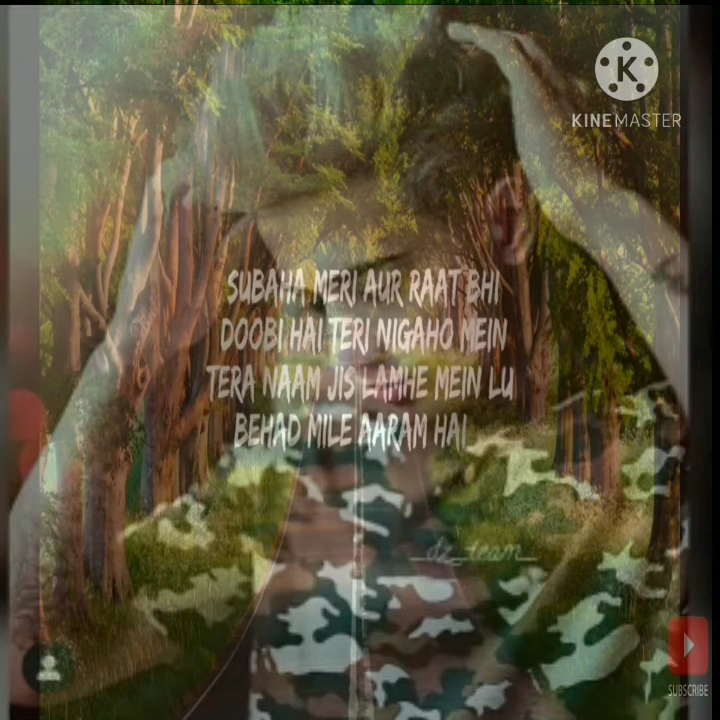 KINEMASTER
SUBAHA MERI AUR RAAT BHI
DOOBI HAI TERI NIGAHO MEIN
TERA NAAM JIS LAMHE MEIN LU
BEHAD MILE AARAM HAI
dz_team
SUBSCRIBE